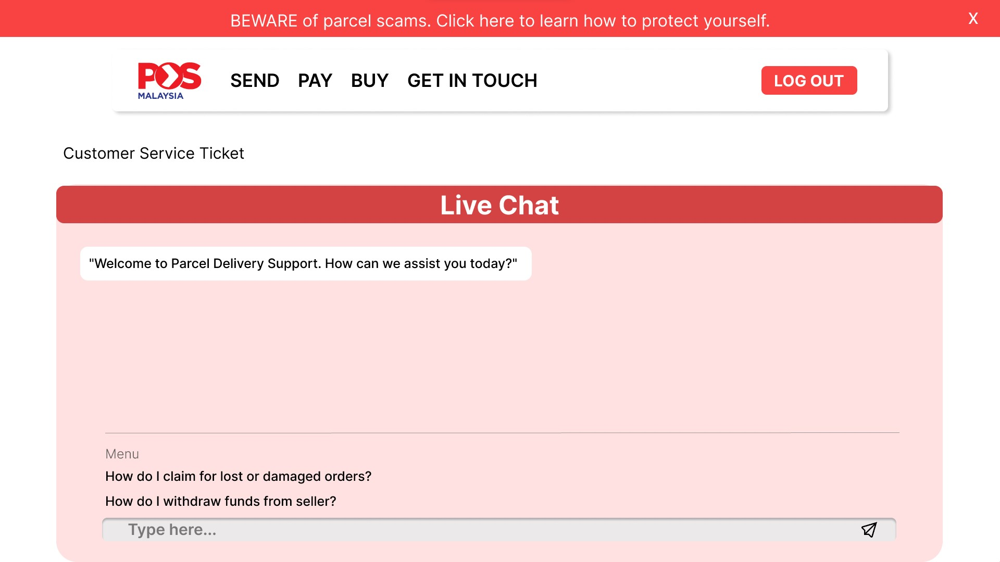 BEWARE of parcel scams. Click here to learn how to protect yourself.
X
POS
MALAYSIA
SEND PAY BUY GET IN TOUCH
LOG OUT
Customer Service Ticket
Live Chat
"Welcome to Parcel Delivery Support. How can we assist you today?"
Menu
How do I claim for lost or damaged orders?
How do I withdraw funds from seller?
Type here...